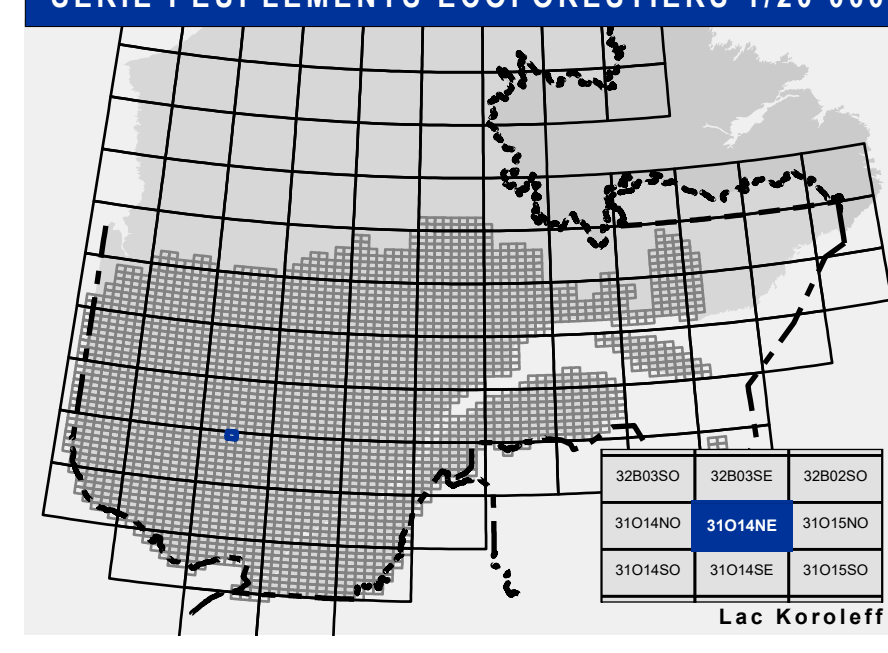 SÉRIE PEUPLEMENTS ÉCOFORESTIERS 1/20 000
32B03SO 32B03SE 32B02SO
31O14NO 31O14NE 31O15NO
31O14SO 31O14SE 31O15SO
Lac Koroleff